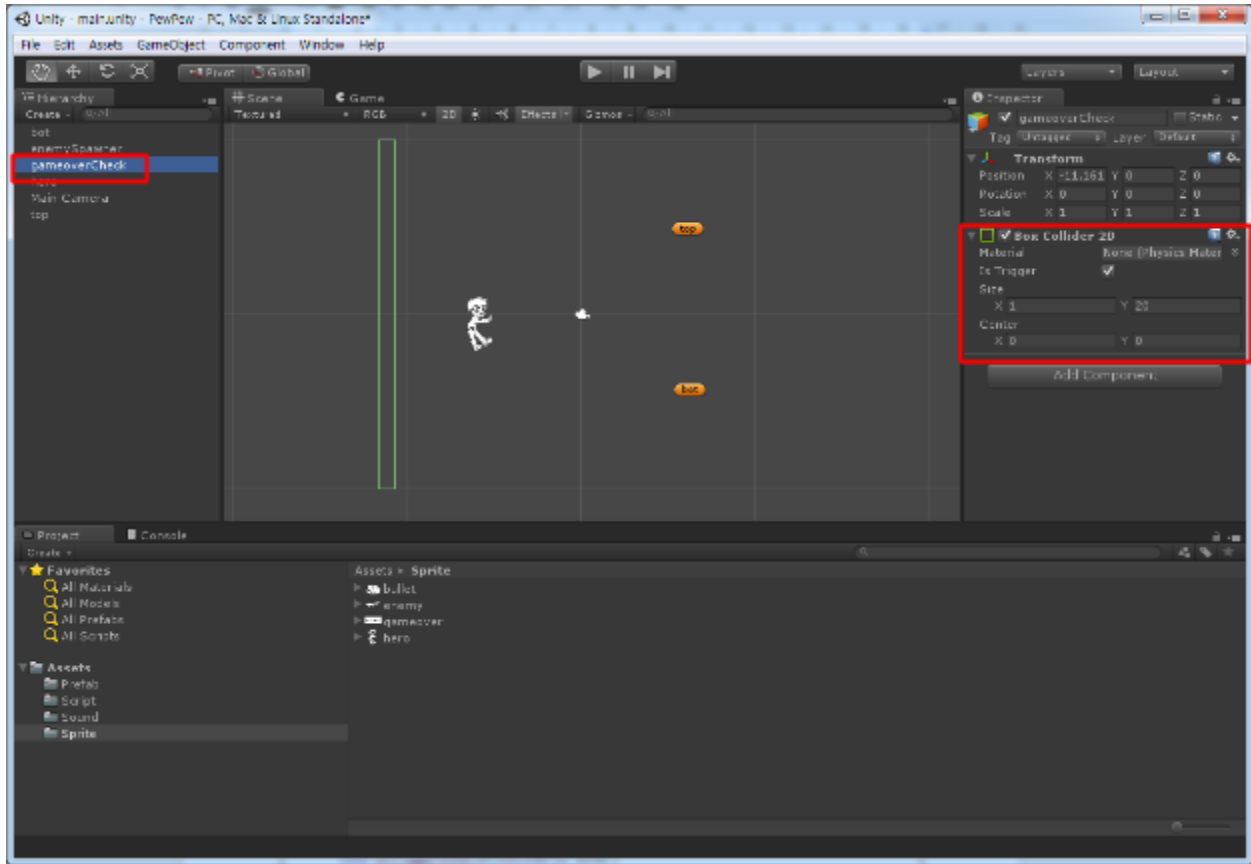 Unity - main.unity - PewPew - PC, Mac & Linux Standalone*
File Edit Assets GameObject Component Window Help
Pivot Global
Layers Layout
Hierarchy
Scene Game
Inspector
Create
Textured RGB 2D Effects Gizmos
gameoverCheck Static
bot
Tag Untagged Layer Default
enemySpawner
gameoverCheck
Transform
hero
Position X -11.161 Y 0 Z 0
Main Camera
Rotation X 0 Y 0 Z 0
top
Scale X 1 Y 1 Z 1
top
Box Collider 2D
Material None (Physics Mater
Is Trigger
Size
X 1 Y 20
Center
X 0 Y 0
Add Component
bot
Project Console
Create
Favorites
Assets Sprite
All Materials
bullet
All Models
enemy
All Prefabs
gameover
All Scripts
hero
Assets
Prefab
Script
Sound
Sprite